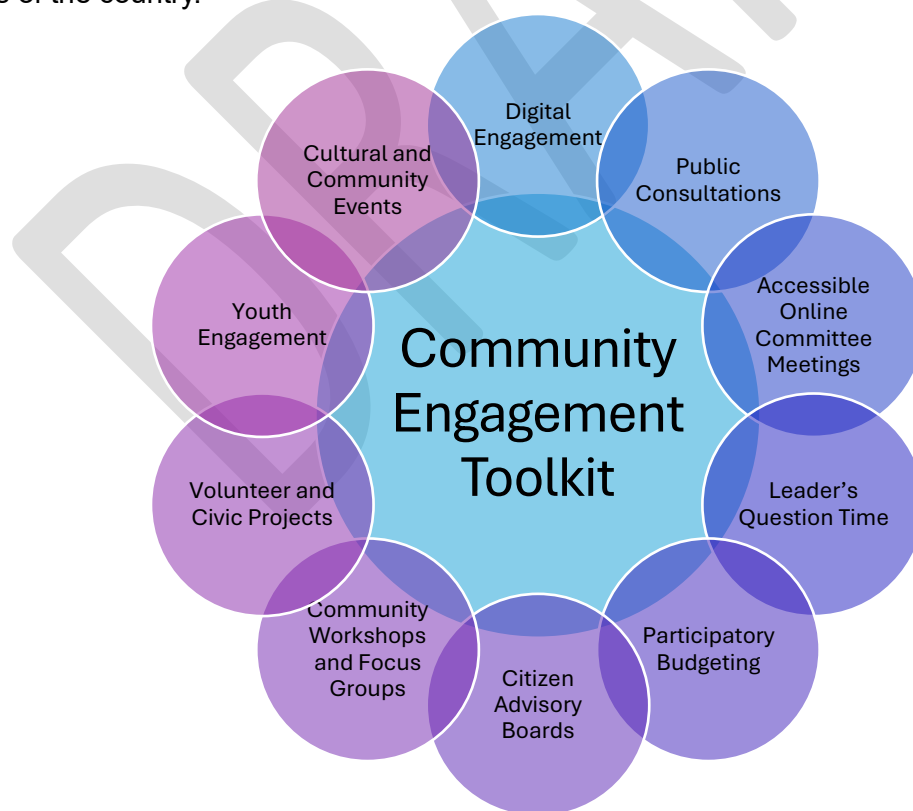 s of the country.
Digital
Engagement
Public
Consultations
Accessible
Online
Committee
Meetings
Leader's
Question Time
Participatory
Budgeting
Citizen
Advisory
Boards
Community
Workshops
and Focus
Groups
Volunteer and
Civic Projects
Youth
Engagement
Cultural and
Community
Events
Community
Engagement
Toolkit